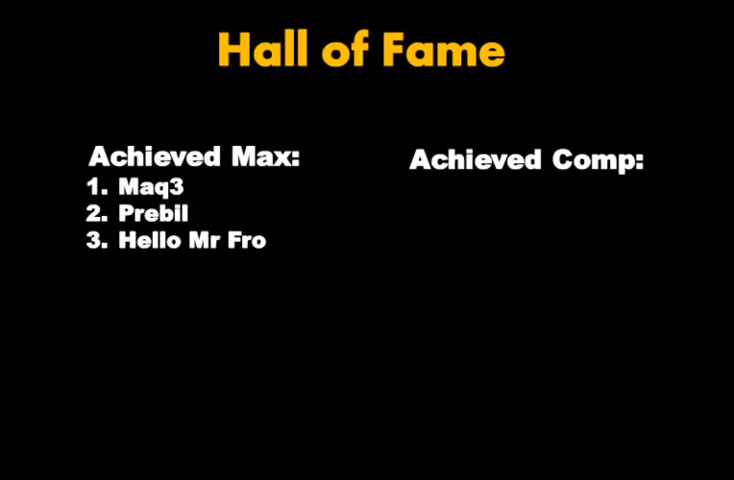 Hall of Fame
Achieved Max:
1. Maq3
2. Prebil
3. Hello Mr Fro
Achieved Comp: